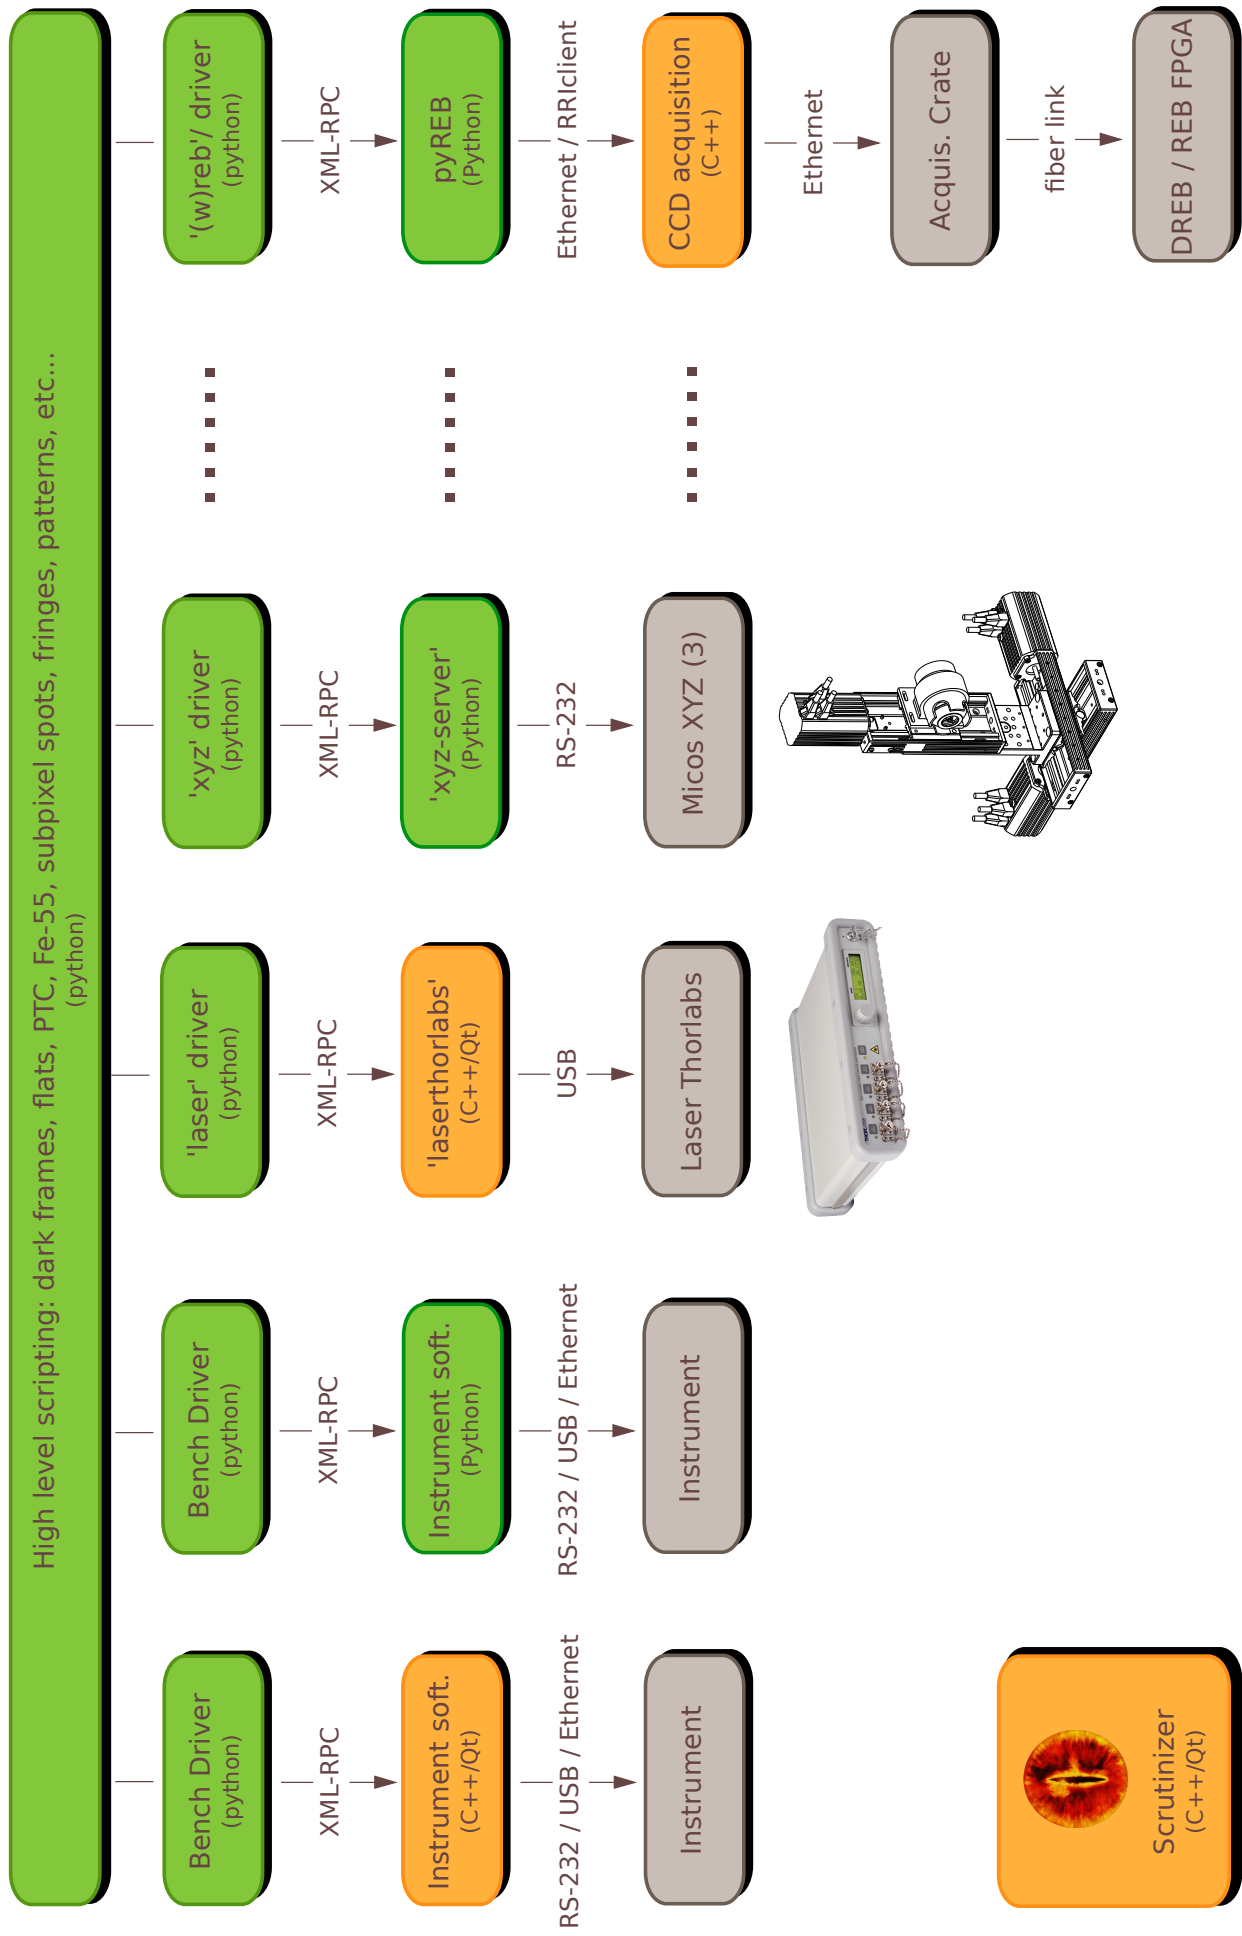 High level scripting: dark frames, flats, PTC, Fe-55, subpixel spots, fringes, patterns, etc...
(python)
Bench Driver
(python)
XML-RPC
Instrument soft.
(C++/Qt)
RS-232 / USB / Ethernet
Instrument
Bench Driver
(python)
XML-RPC
Instrument soft.
(Python)
RS-232 / USB / Ethernet
Instrument
'laser' driver
(python)
XML-RPC
'laserthorlabs'
(C++/Qt)
USB
Laser Thorlabs
'xyz' driver
(python)
XML-RPC
'xyz-server'
(Python)
RS-232
Micos XYZ (3)
'(w)reb'/ driver
(python)
XML-RPC
pyREB
(Python)
Ethernet / RRIclient
CCD acquisition
(C++)
Ethernet
Acquis. Crate
fiber link
DREB / REB FPGA
Scrutinizer
(C++/Qt)